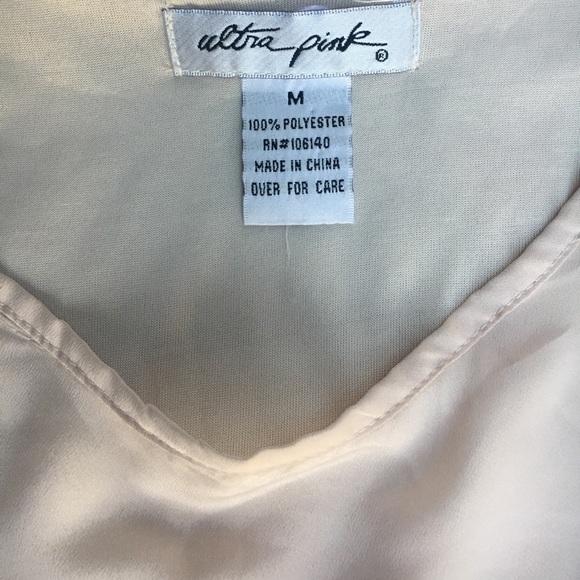 ultra pink®
M
100% POLYESTER
RN#106140
MADE IN CHINA
OVER FOR CARE